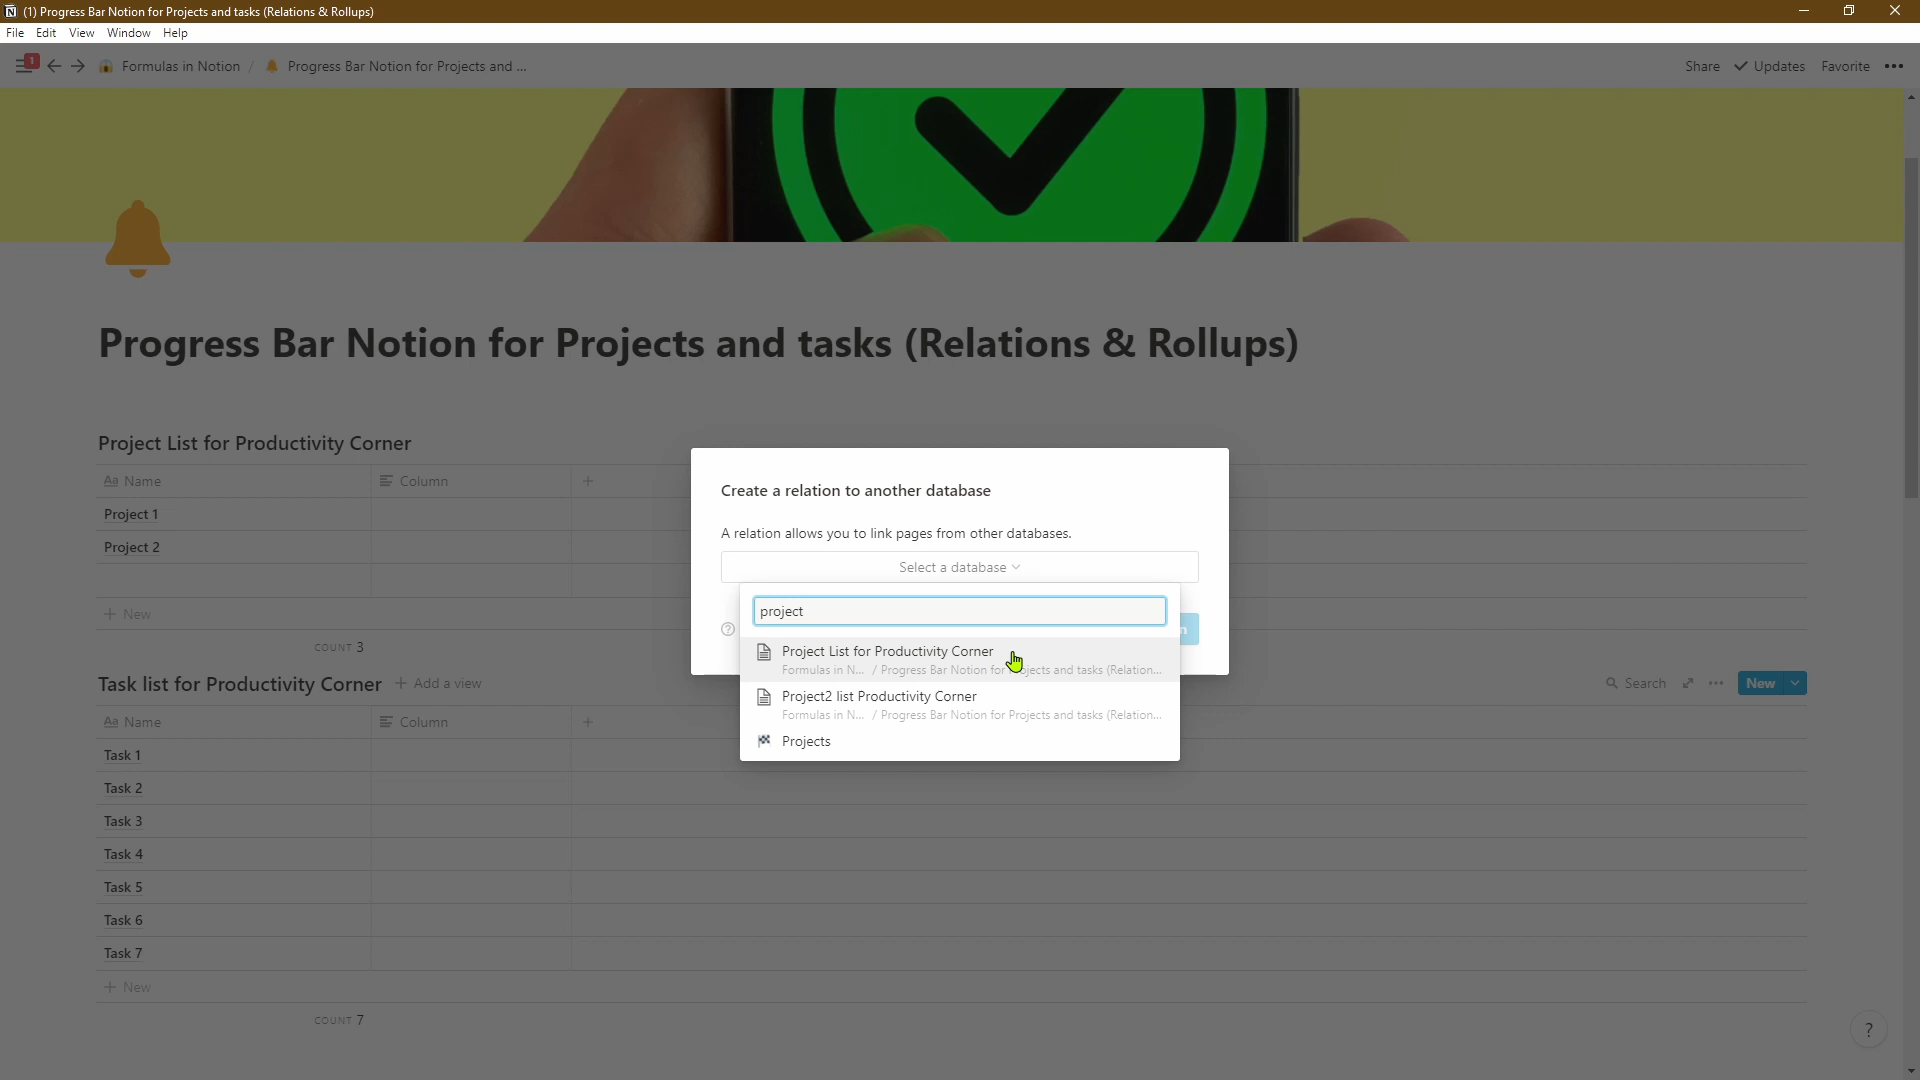 (1) Progress Bar Notion for Projects and tasks (Relations & Rollups)
File Edit View Window Help
1 Formulas in Notion / Progress Bar Notion for Projects and ... Share Updates Favorite
Progress Bar Notion for Projects and tasks (Relations & Rollups)
Project List for Productivity Corner
Aa Name Column
Project 1
Project 2
+ New
COUNT 3
Create a relation to another database
A relation allows you to link pages from other databases.
Select a database
project
Project List for Productivity Corner
Formulas in N... / Progress Bar Notion for Projects and tasks (Relation...
Project2 list Productivity Corner
Formulas in N... / Progress Bar Notion for Projects and tasks (Relation...
Projects
Task list for Productivity Corner + Add a view Search New
Aa Name Column
Task 1
Task 2
Task 3
Task 4
Task 5
Task 6
Task 7
+ New
COUNT 7
?